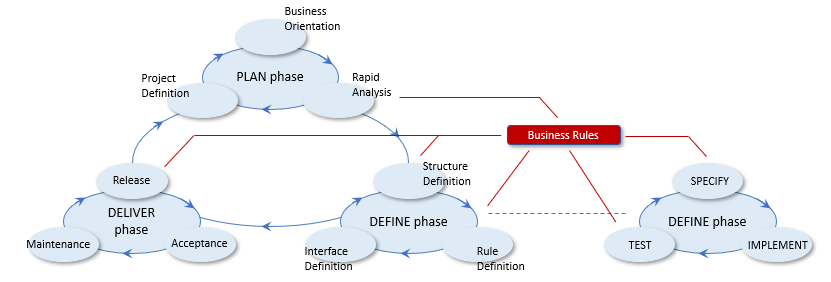 Business
Orientation
PLAN phase
Project
Definition
Rapid
Analysis
Business Rules
Release
DELIVER
phase
Maintenance
Acceptance
Structure
Definition
DEFINE phase
Interface
Definition
Rule
Definition
SPECIFY
DEFINE phase
TEST
IMPLEMENT